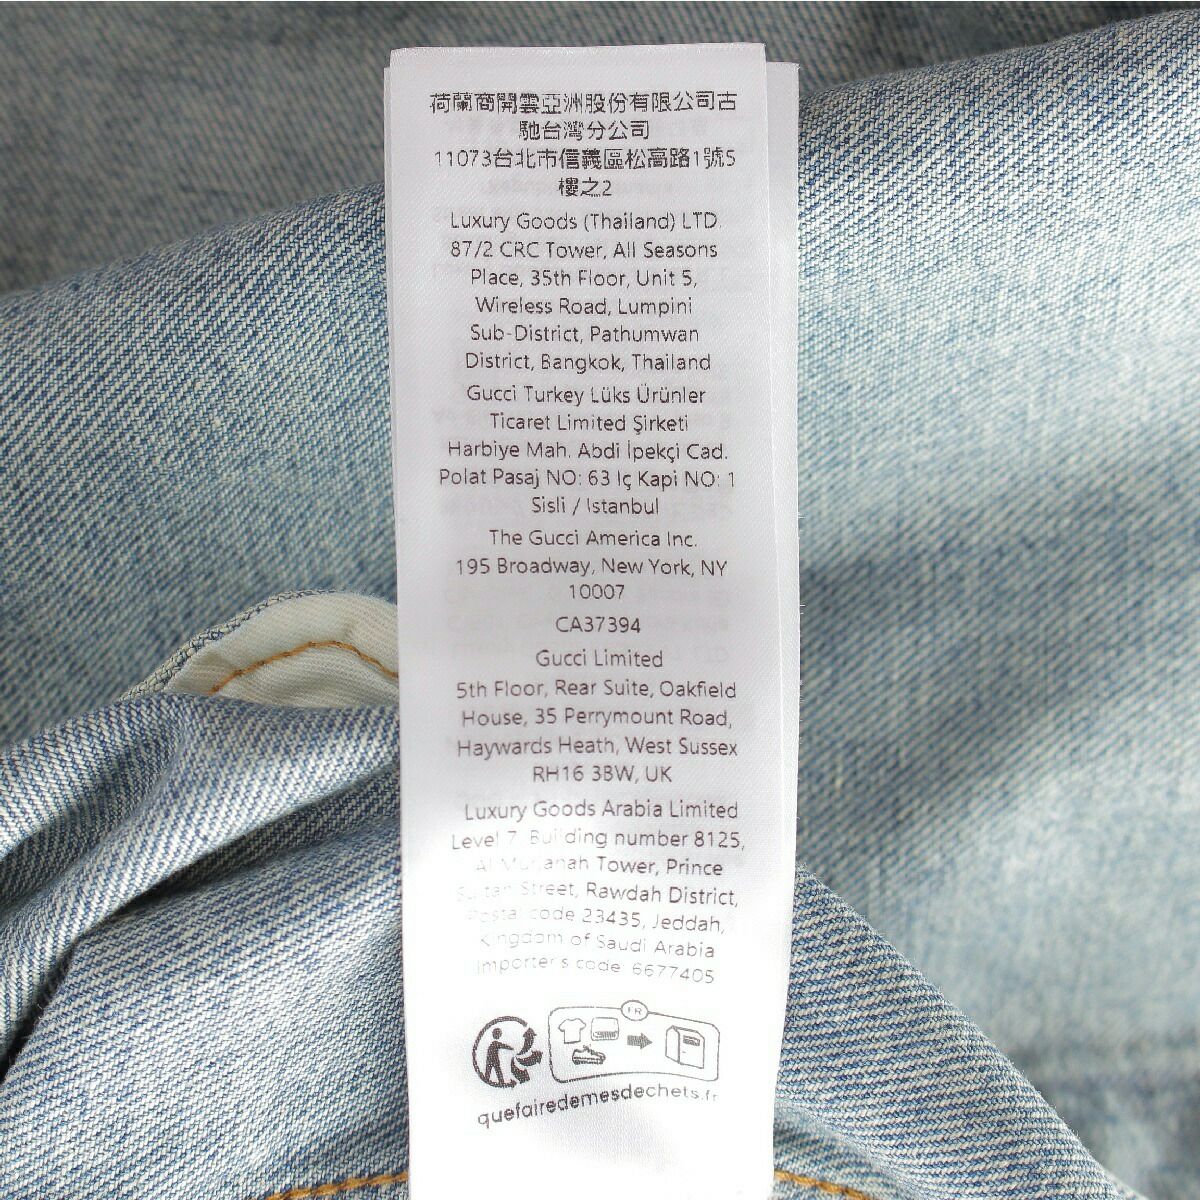 荷蘭商開雲亞洲股份有限公司古
馳台灣分公司
11073台北市信義區松高路1號5
樓之2
Luxury Goods (Thailand) LTD.
87/2 CRC Tower, All Seasons
Place, 35th Floor, Unit 5,
Wireless Road, Lumpini
Sub-District, Pathumwan
District, Bangkok, Thailand
Gucci Turkey Lüks Ürünler
Ticaret Limited Şirketi
Harbiye Mah. Abdi İpekçi Cad.
Polat Pasaj NO: 63 Iç Kapi NO: 1
Sisli / Istanbul
The Gucci America Inc.
195 Broadway, New York, NY
10007
CA37394
Gucci Limited
5th Floor, Rear Suite, Oakfield
House, 35 Perrymount Road,
Haywards Heath, West Sussex
RH16 3BW, UK
Luxury Goods Arabia Limited
Level 7, Building number 8125,
Al Murjanah Tower, Prince
Sultan Street, Rawdah District,
Postal code 23435, Jeddah,
Kingdom of Saudi Arabia
Importer's code 6677405
FR
quefairedemesdechets.fr